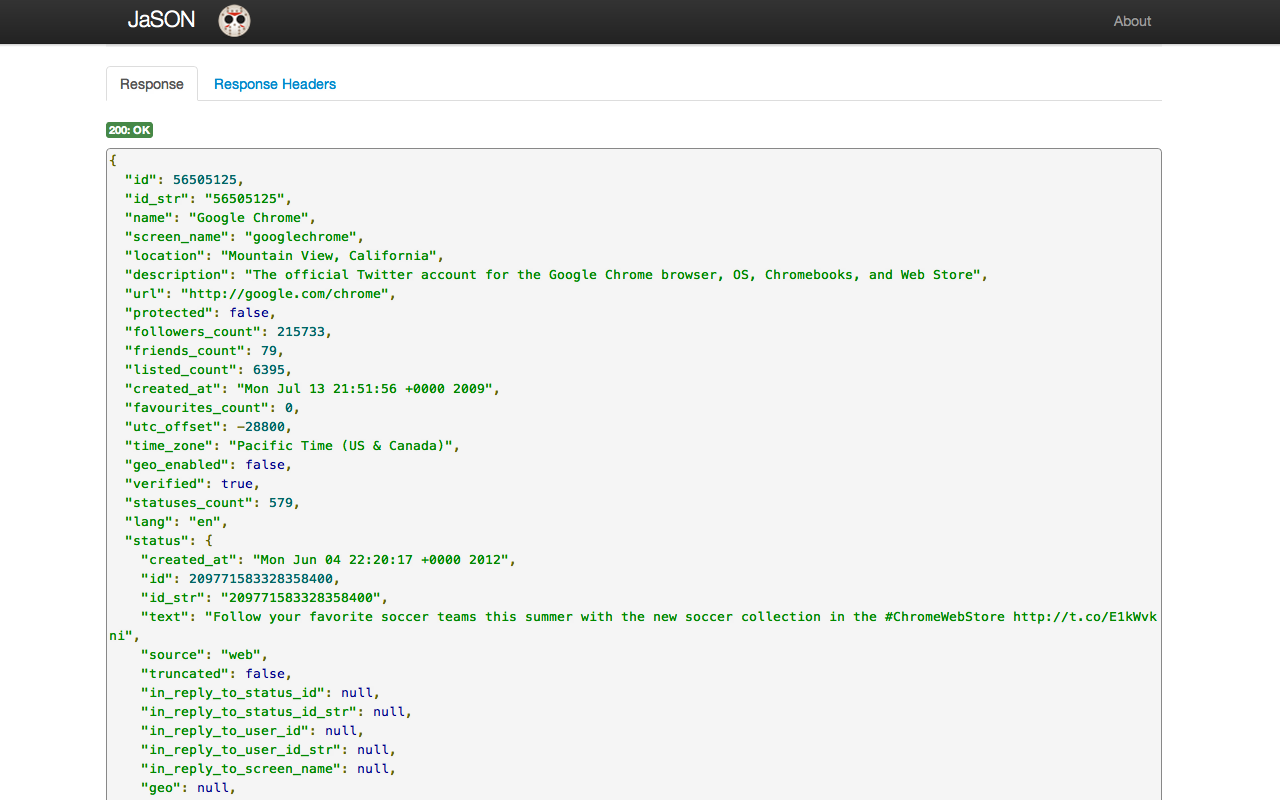 JaSON
About
Response
Response Headers
200: OK
{
  "id": 56505125,
  "id_str": "56505125",
  "name": "Google Chrome",
  "screen_name": "googlechrome",
  "location": "Mountain View, California",
  "description": "The official Twitter account for the Google Chrome browser, OS, Chromebooks, and Web Store",
  "url": "http://google.com/chrome",
  "protected": false,
  "followers_count": 215733,
  "friends_count": 79,
  "listed_count": 6395,
  "created_at": "Mon Jul 13 21:51:56 +0000 2009",
  "favourites_count": 0,
  "utc_offset": -28800,
  "time_zone": "Pacific Time (US & Canada)",
  "geo_enabled": false,
  "verified": true,
  "statuses_count": 579,
  "lang": "en",
  "status": {
    "created_at": "Mon Jun 04 22:20:17 +0000 2012",
    "id": 209771583328358400,
    "id_str": "209771583328358400",
    "text": "Follow your favorite soccer teams this summer with the new soccer collection in the #ChromeWebStore http://t.co/E1kWvk
ni",
    "source": "web",
    "truncated": false,
    "in_reply_to_status_id": null,
    "in_reply_to_status_id_str": null,
    "in_reply_to_user_id": null,
    "in_reply_to_user_id_str": null,
    "in_reply_to_screen_name": null,
    "geo": null,